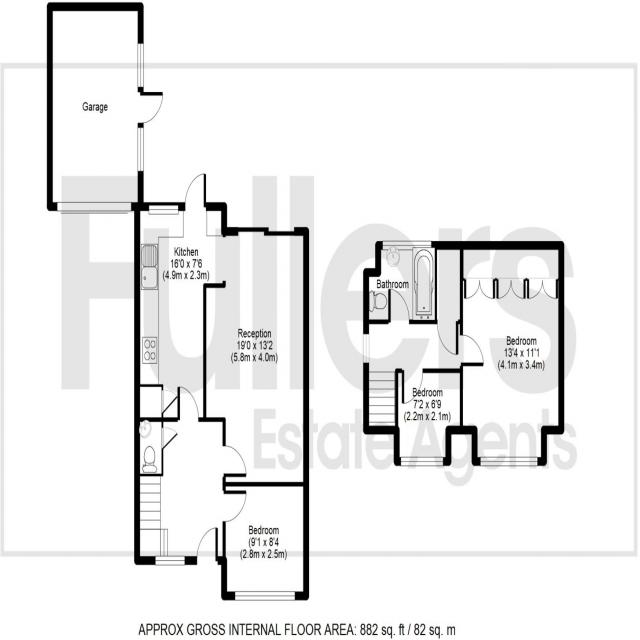 Garage
Kitchen
16'0 x 7'6
(4.9m x 2.3m)
Reception
19'0 x 13'2
(5.8m x 4.0m)
Bedroom
(9'1 x 8'4
(2.8m x 2.5m)
Bathroom
Bedroom
13'4 x 11'1
(4.1m x 3.4m)
Bedroom
7'2 x 6'9
(2.2m x 2.1m)
Fullers
Estate Agents
APPROX GROSS INTERNAL FLOOR AREA: 882 sq. ft / 82 sq. m